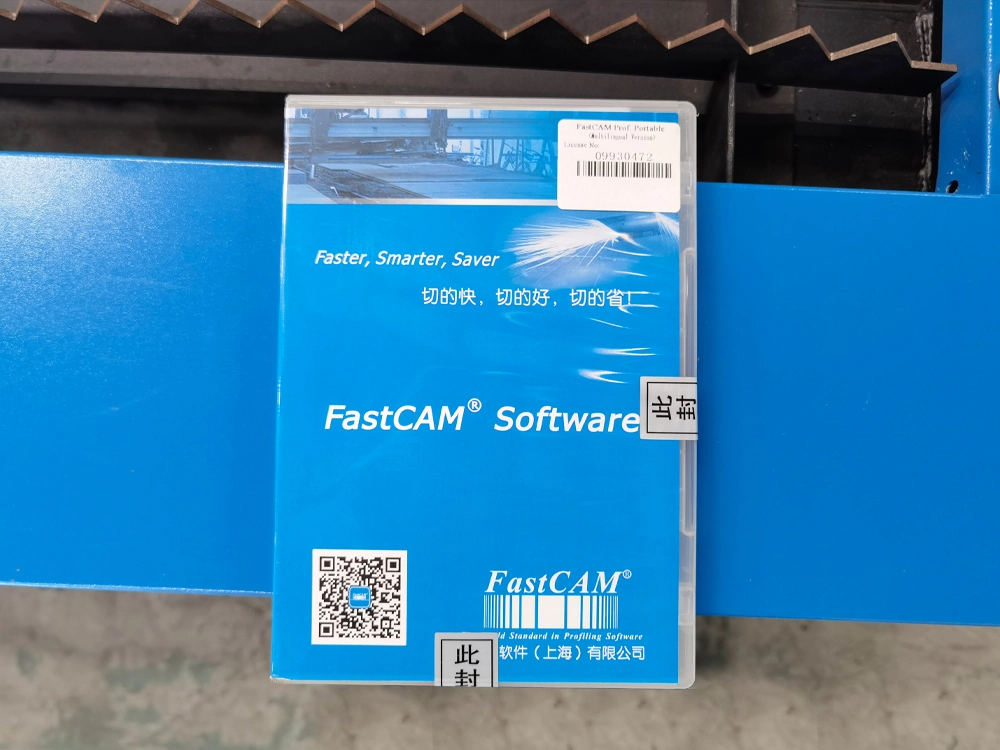 FastCAM Prof. Portable
(Multilingual Version)
License No:
09930472
Faster, Smarter, Saver
切的快，切的好，切的省！
FastCAM® Software
此封
FastCAM®
ld Standard in Profiling Software
软件（上海）有限公司
此封